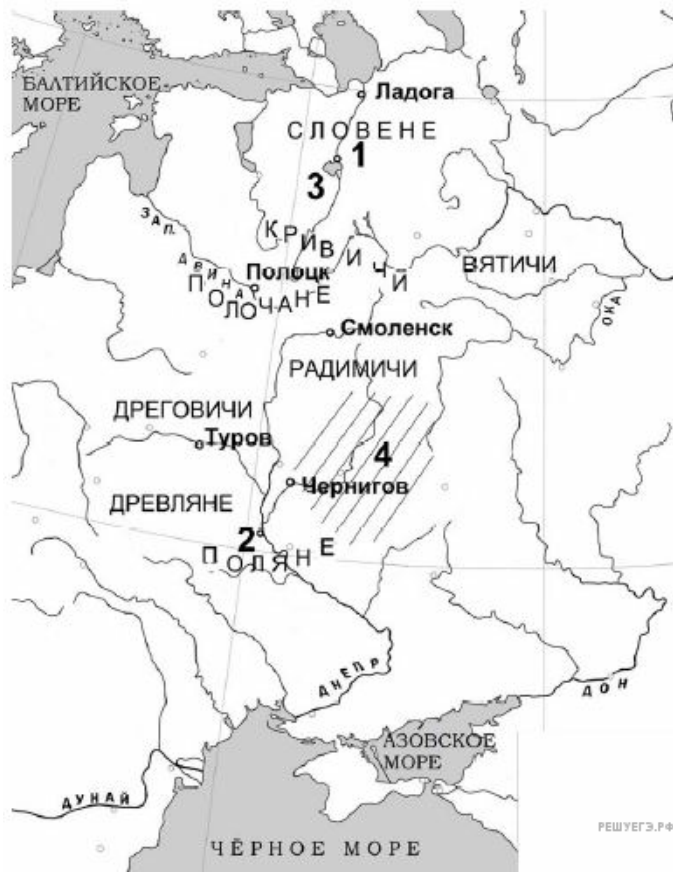 БАЛТИЙСКОЕ
МОРЕ
Ладога
СЛОВЕНЕ
1
3
ЗАП. ДВИНА
КРИВИЧИ
ВЯТИЧИ
Полоцк
ПОЛОЧАНЕ
ОКА
Смоленск
РАДИМИЧИ
ДРЕГОВИЧИ
Туров
4
Чернигов
ДРЕВЛЯНЕ
2
ПОЛЯНЕ
ДНЕПР
ДОН
АЗОВСКОЕ
МОРЕ
ДУНАЙ
ЧЁРНОЕ МОРЕ
РЕШУЕГЭ.РФ